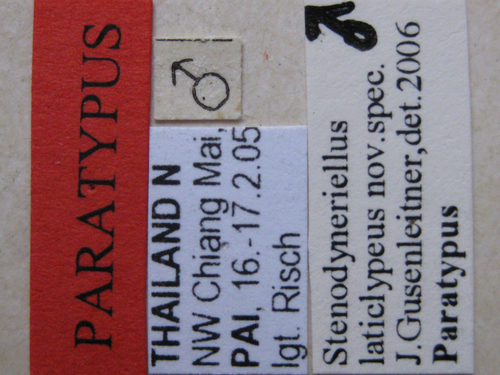 PARATYPUS
♂
THAILAND N
NW Chiang Mai,
PAI, 16.-17.2.05
lgt. Risch
♂
Stenodyneriellus
laticlypeus nov.spec.
J.Gusenleitner,det.2006
Paratypus